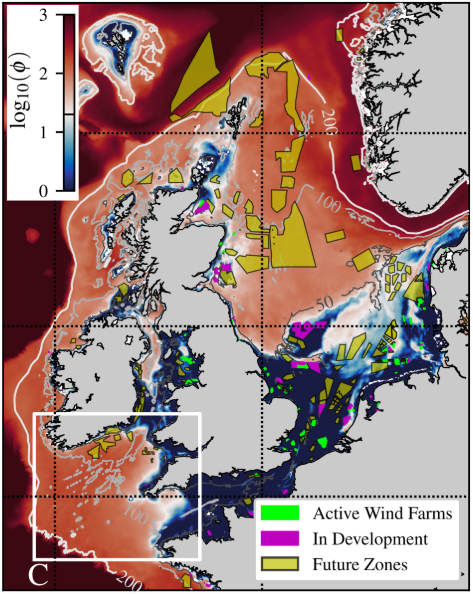 3
2
1
0
log₁₀(ϕ)
200
100
50
100
200
C
Active Wind Farms
In Development
Future Zones